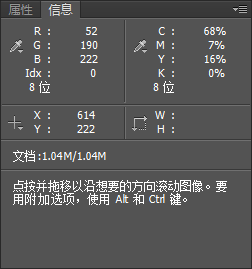 属性 信息
R : 52 C : 68%
G : 190 M : 7%
B : 222 Y : 16%
Idx : 0 K : 0%
8 位 8 位
X : 614 W :
Y : 222 H :
文档:1.04M/1.04M
点按并拖移以沿想要的方向滚动图像。要
用附加选项，使用 Alt 和 Ctrl 键。